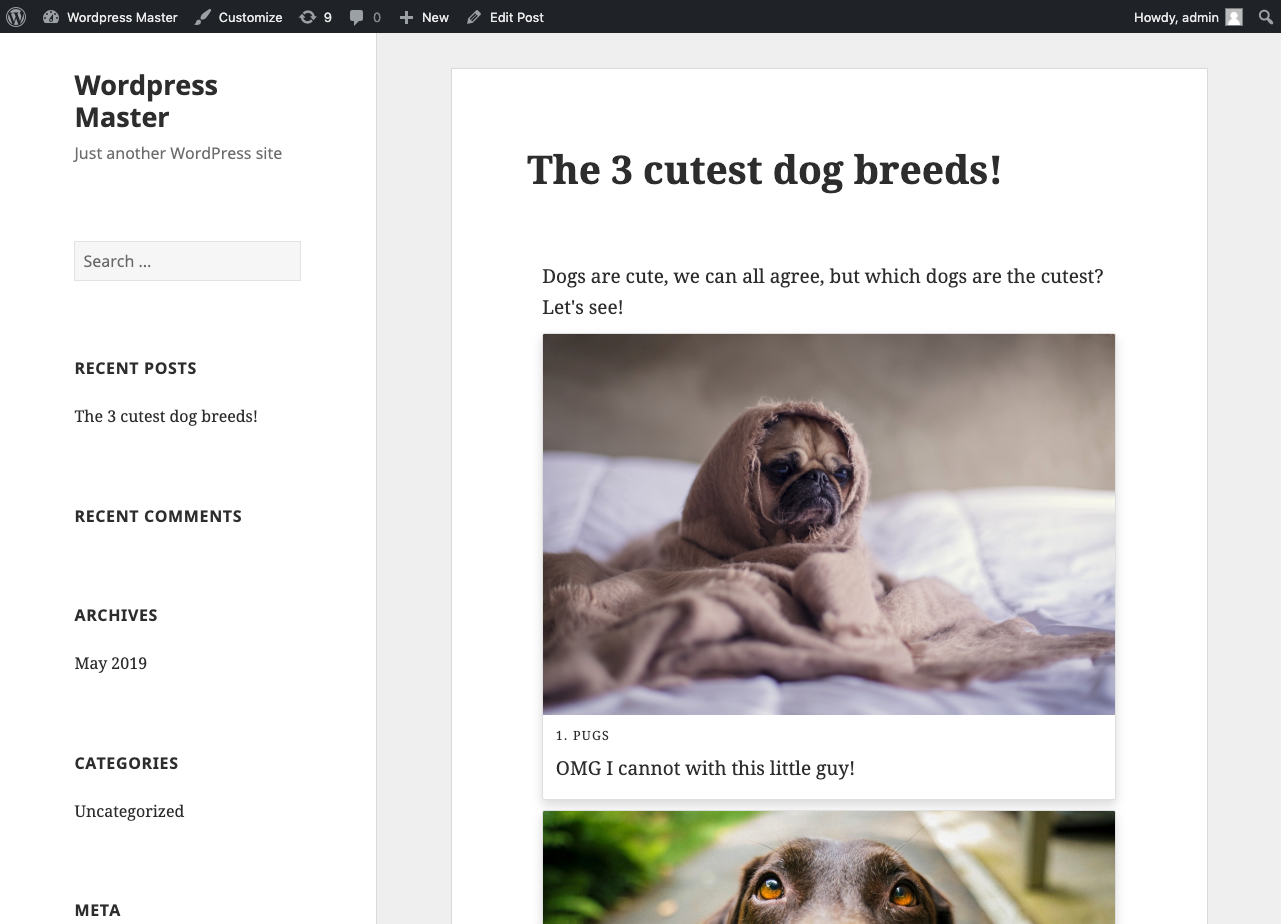 Wordpress Master Customize 9 0 New Edit Post Howdy, admin
Wordpress
Master
Just another WordPress site
Search ...
RECENT POSTS
The 3 cutest dog breeds!
RECENT COMMENTS
ARCHIVES
May 2019
CATEGORIES
Uncategorized
META
The 3 cutest dog breeds!
Dogs are cute, we can all agree, but which dogs are the cutest?
Let's see!
1. PUGS
OMG I cannot with this little guy!